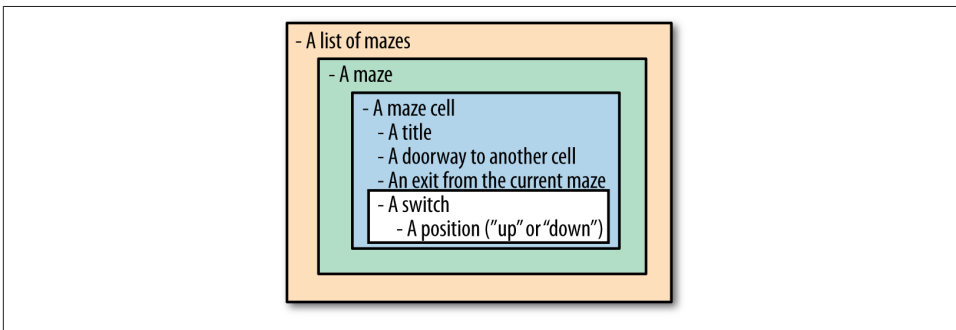 - A list of mazes
- A maze
- A maze cell
- A title
- A doorway to another cell
- An exit from the current maze
- A switch
- A position (”up” or “down”)